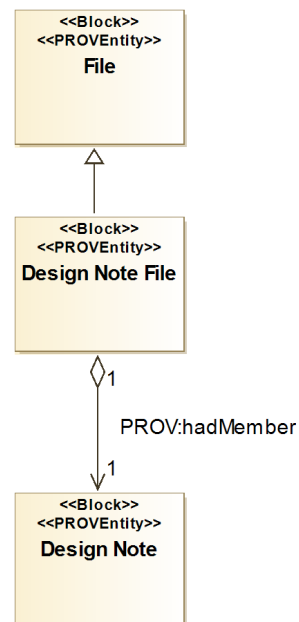 <<Block>>
<<PROVEntity>>
File
<<Block>>
<<PROVEntity>>
Design Note File
1
PROV:hadMember
1
<<Block>>
<<PROVEntity>>
Design Note